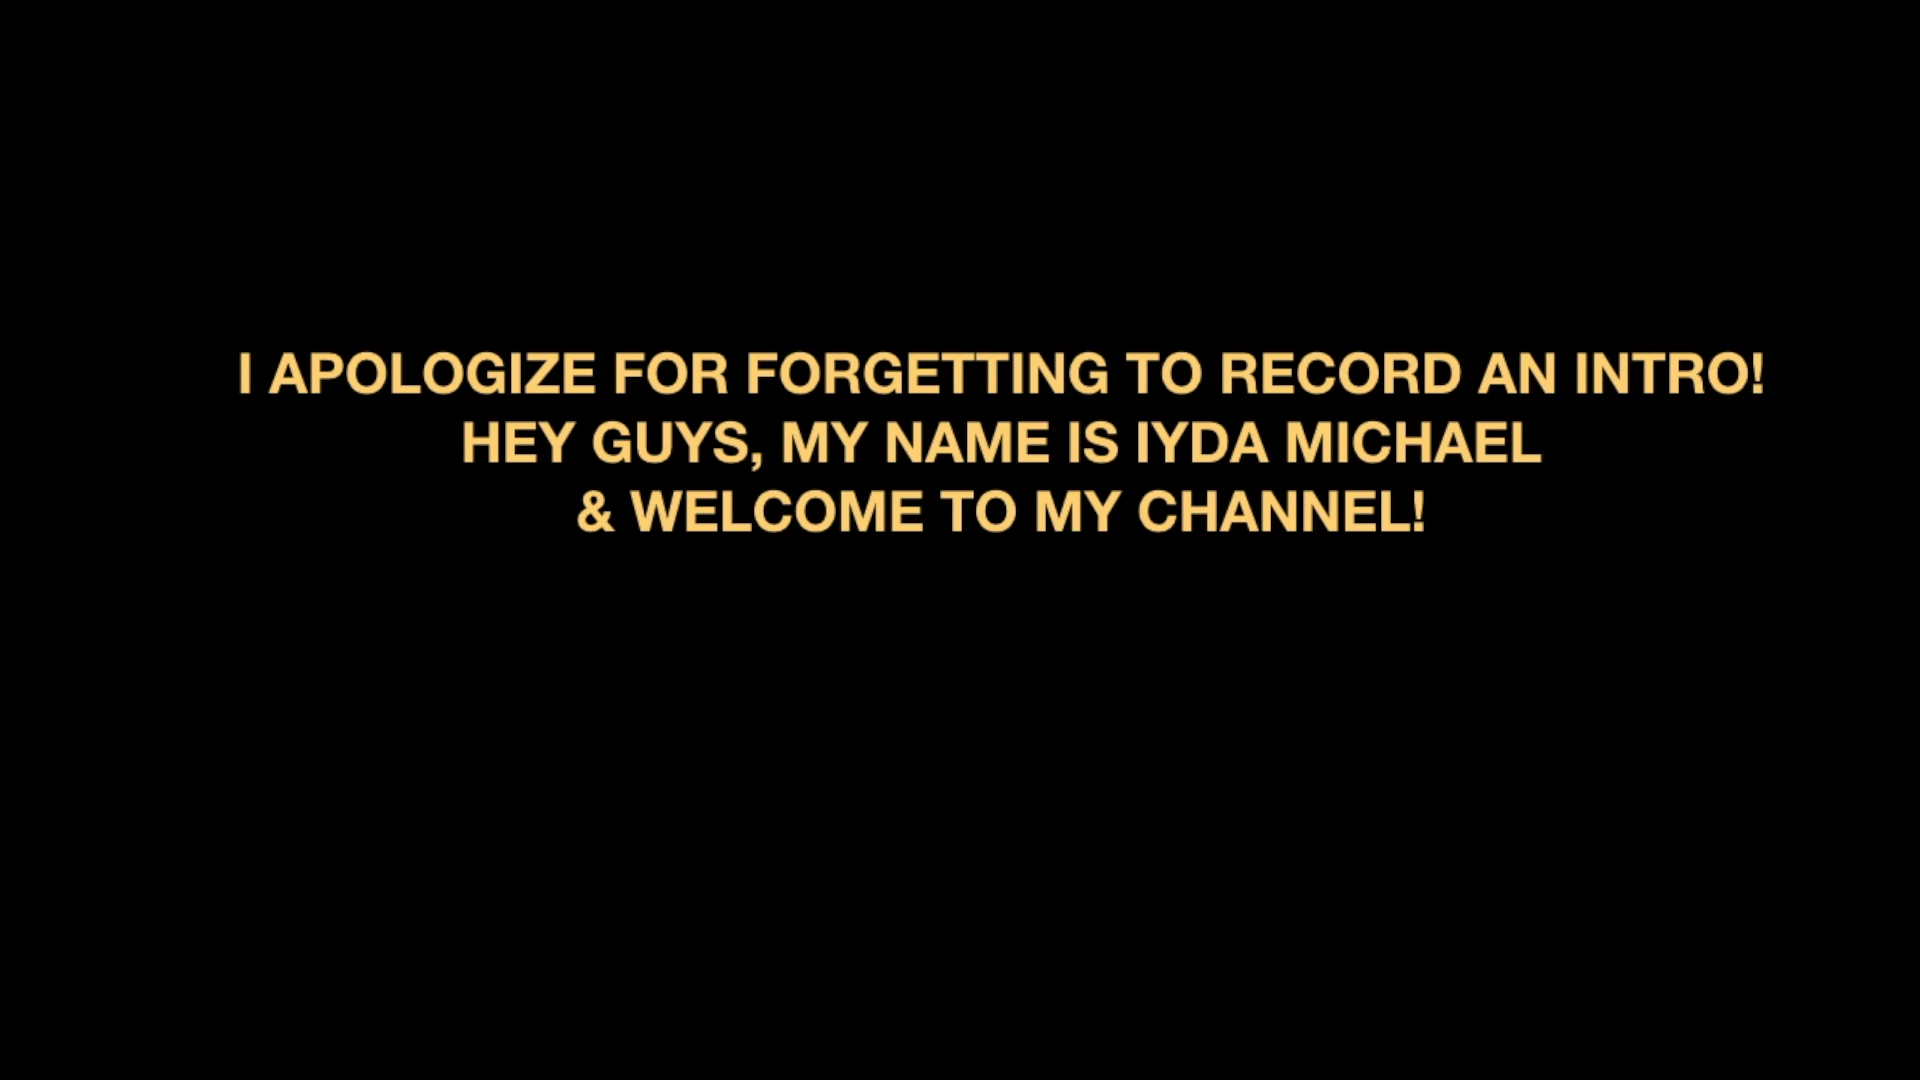 I APOLOGIZE FOR FORGETTING TO RECORD AN INTRO!
HEY GUYS, MY NAME IS IYDA MICHAEL
& WELCOME TO MY CHANNEL!